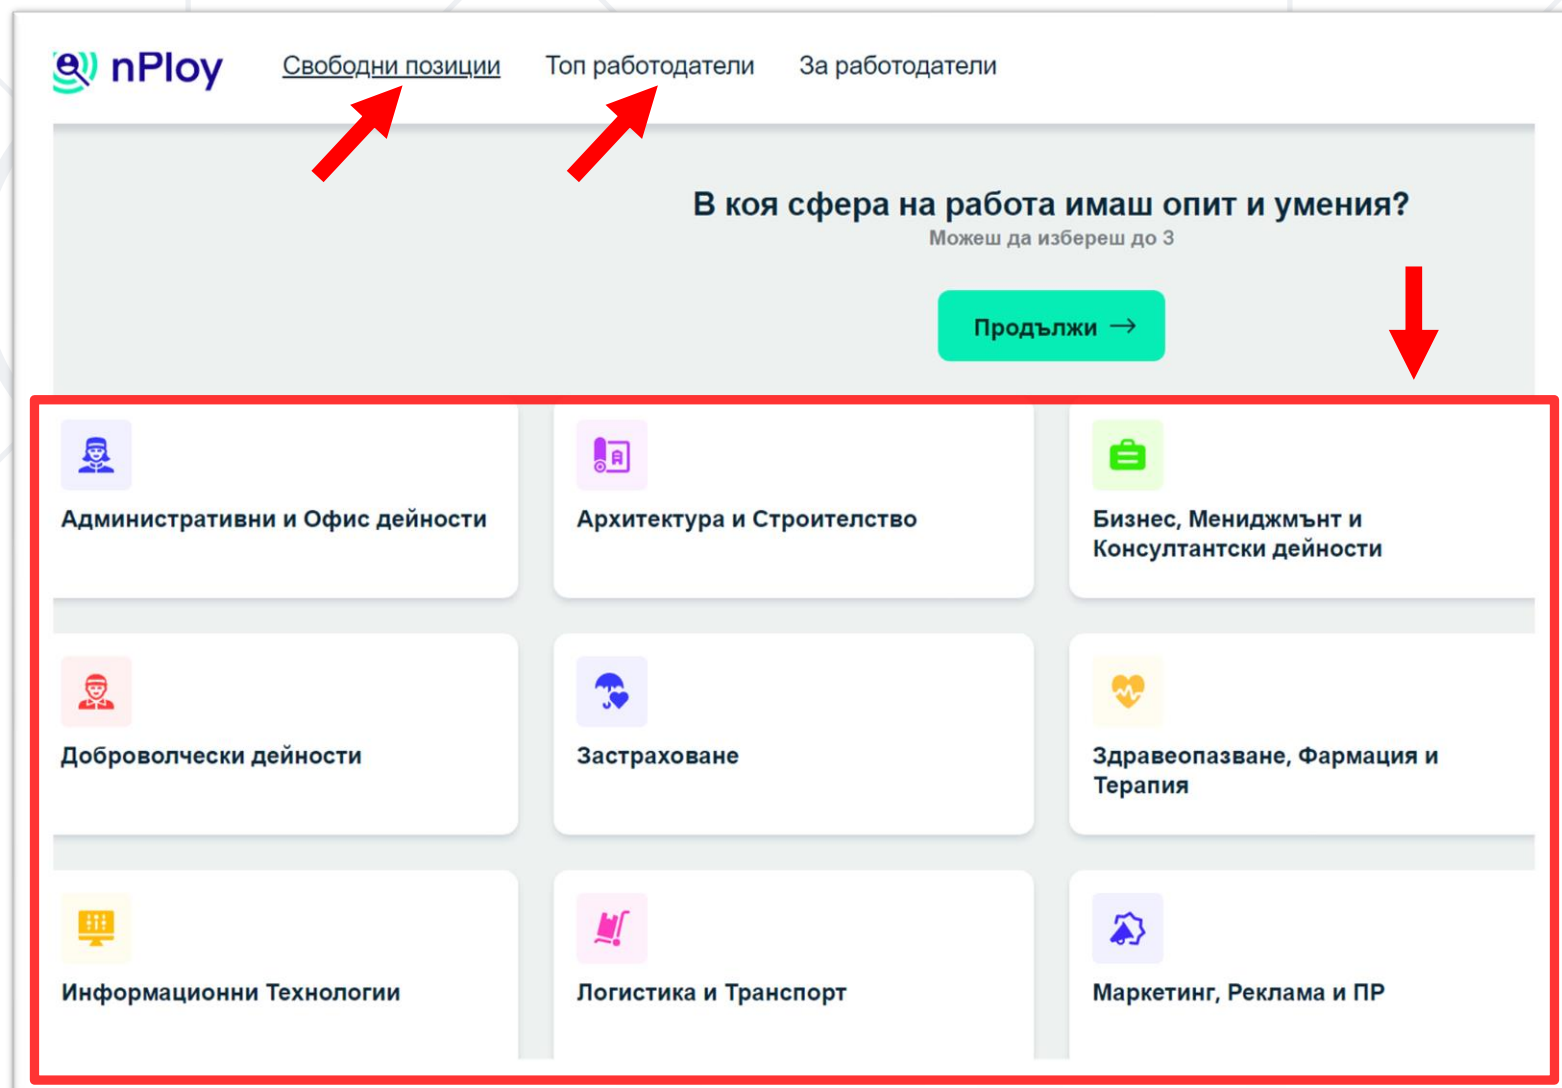 nPloy Свободни позиции Топ работодатели За работодатели
В коя сфера на работа имаш опит и умения?
Можеш да избереш до 3
Продължи →
Административни и Офис дейности
Архитектура и Строителство
Бизнес, Мениджмънт и
Консултантски дейности
Доброволчески дейности
Застраховане
Здравеопазване, Фармация и
Терапия
Информационни Технологии
Логистика и Транспорт
Маркетинг, Реклама и ПР